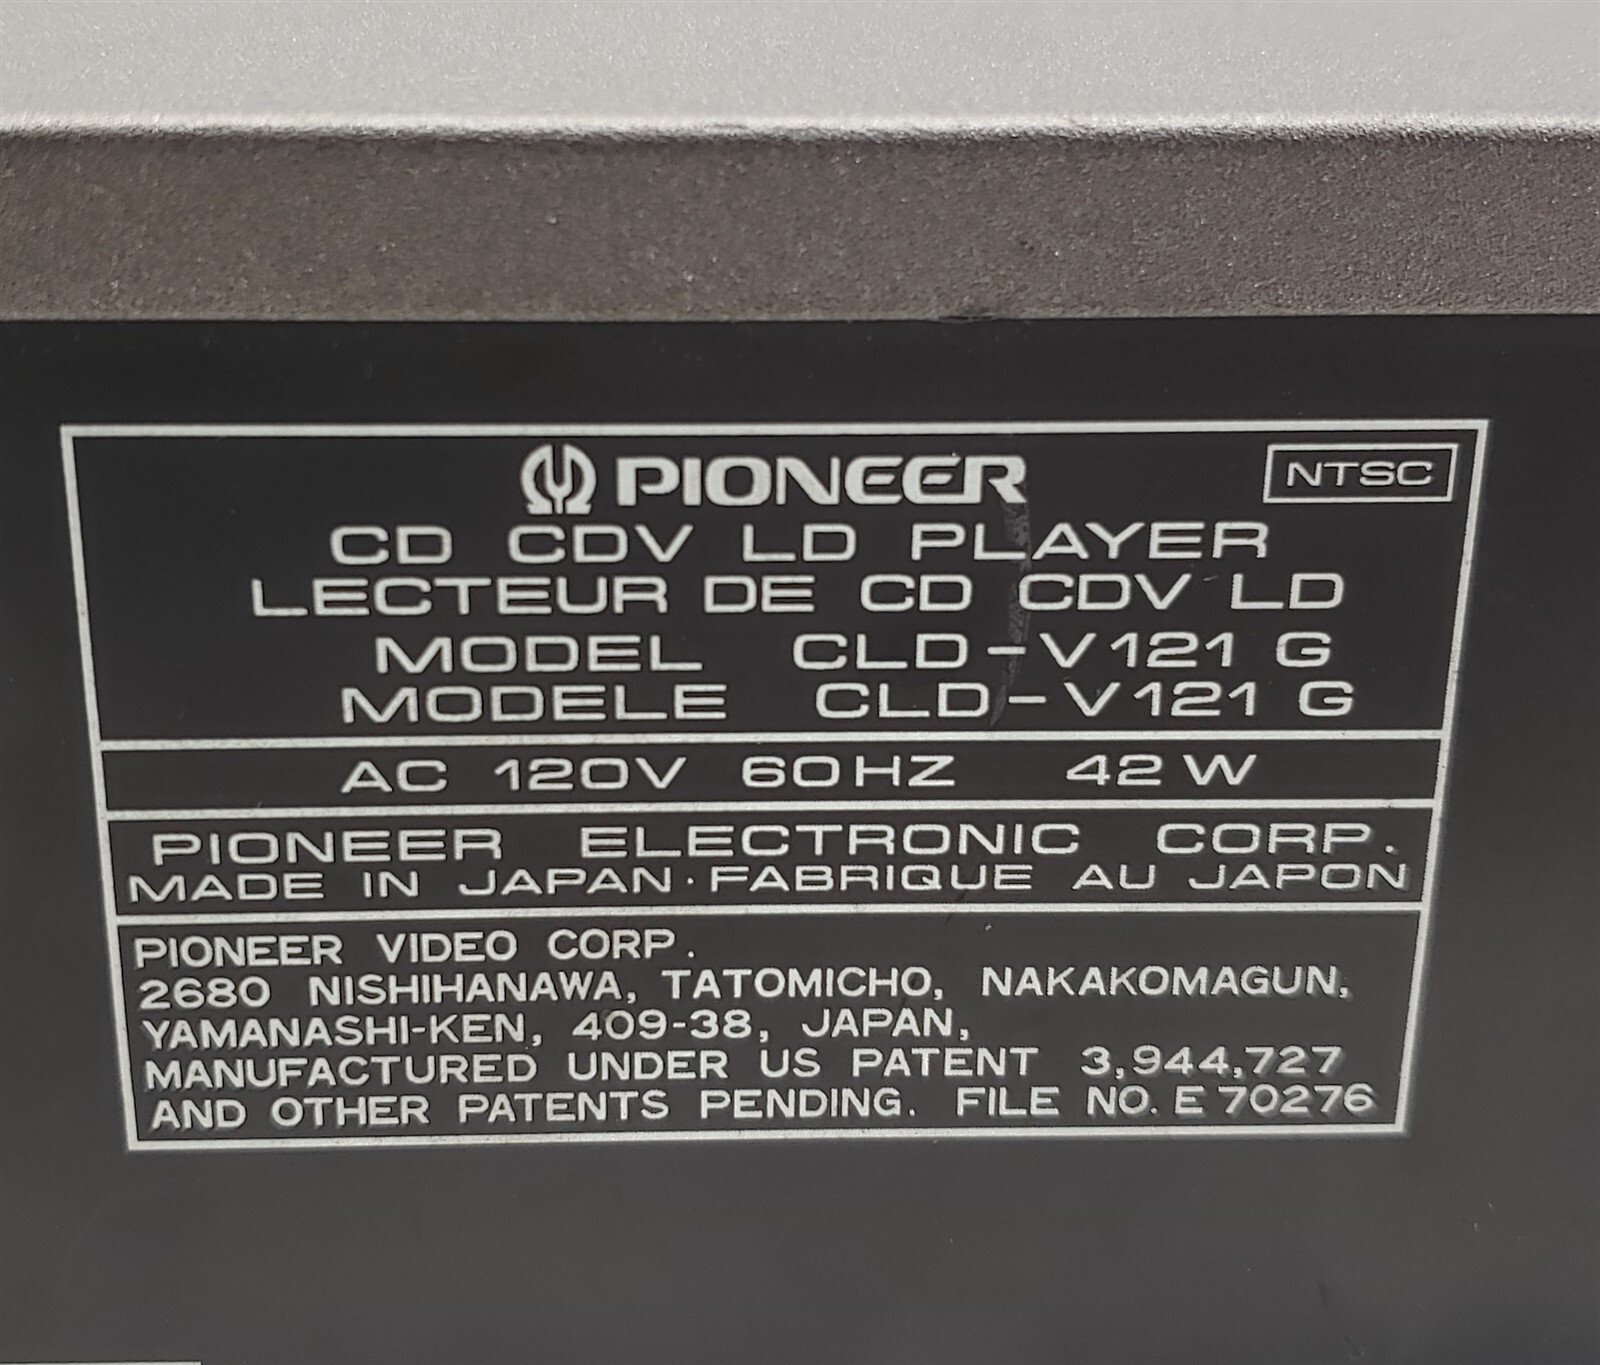 PIONEER
NTSC
CD CDV LD PLAYER
LECTEUR DE CD CDV LD
MODEL CLD-V121 G
MODELE CLD-V121 G
AC 120V 60HZ 42 W
PIONEER ELECTRONIC CORP.
MADE IN JAPAN · FABRIQUE AU JAPON
PIONEER VIDEO CORP.
2680 NISHIHANAWA, TATOMICHO, NAKAKOMAGUN,
YAMANASHI-KEN, 409-38, JAPAN,
MANUFACTURED UNDER US PATENT 3,944,727
AND OTHER PATENTS PENDING. FILE NO. E 70276